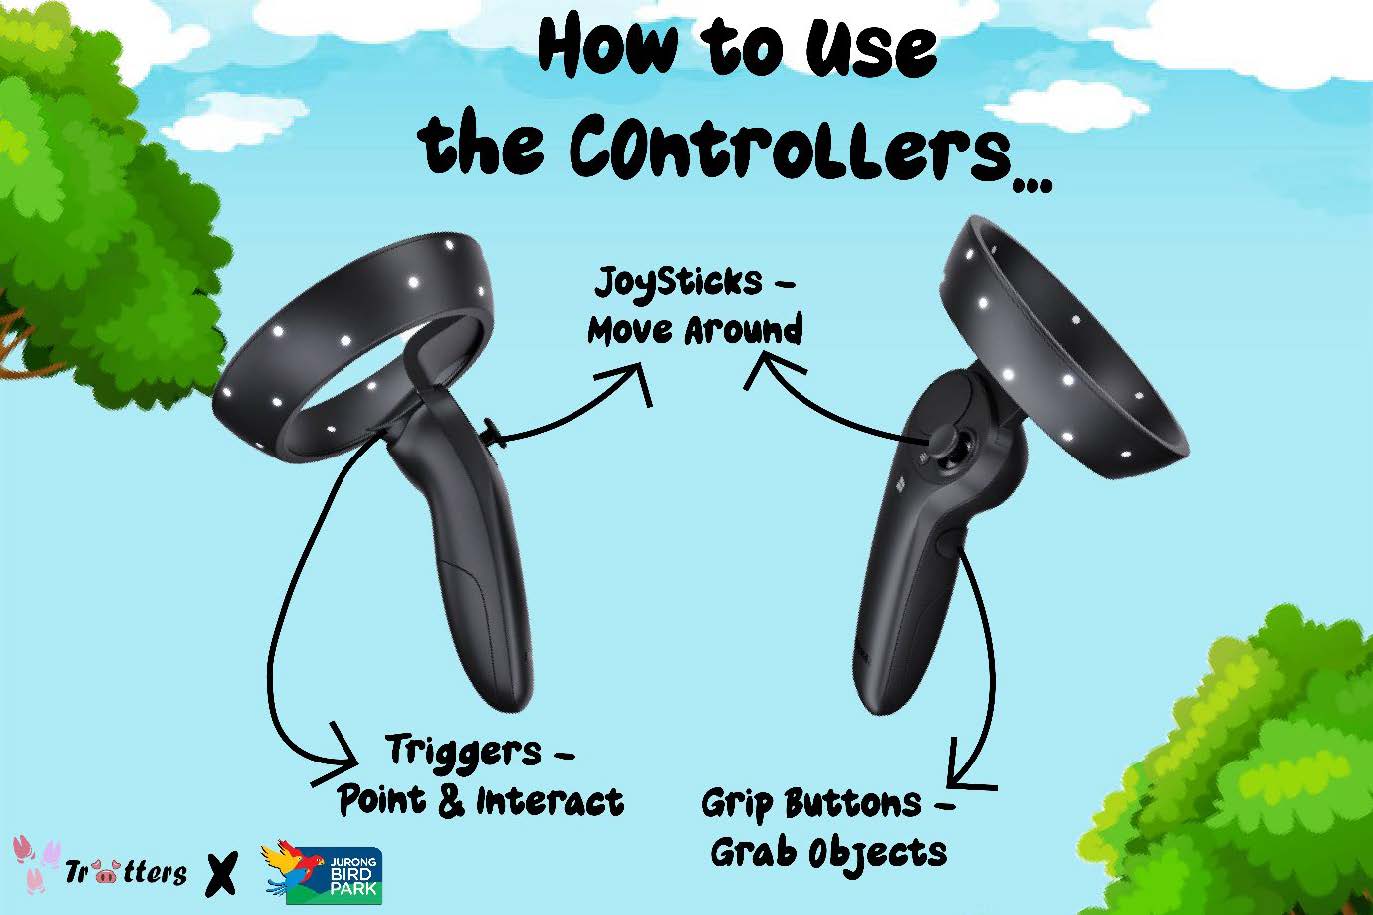 How to Use
the Controllers...
JoySticks –
Move Around
Triggers –
Point & Interact
Grip Buttons –
Grab Objects
Trotters X JURONG
BIRD
PARK